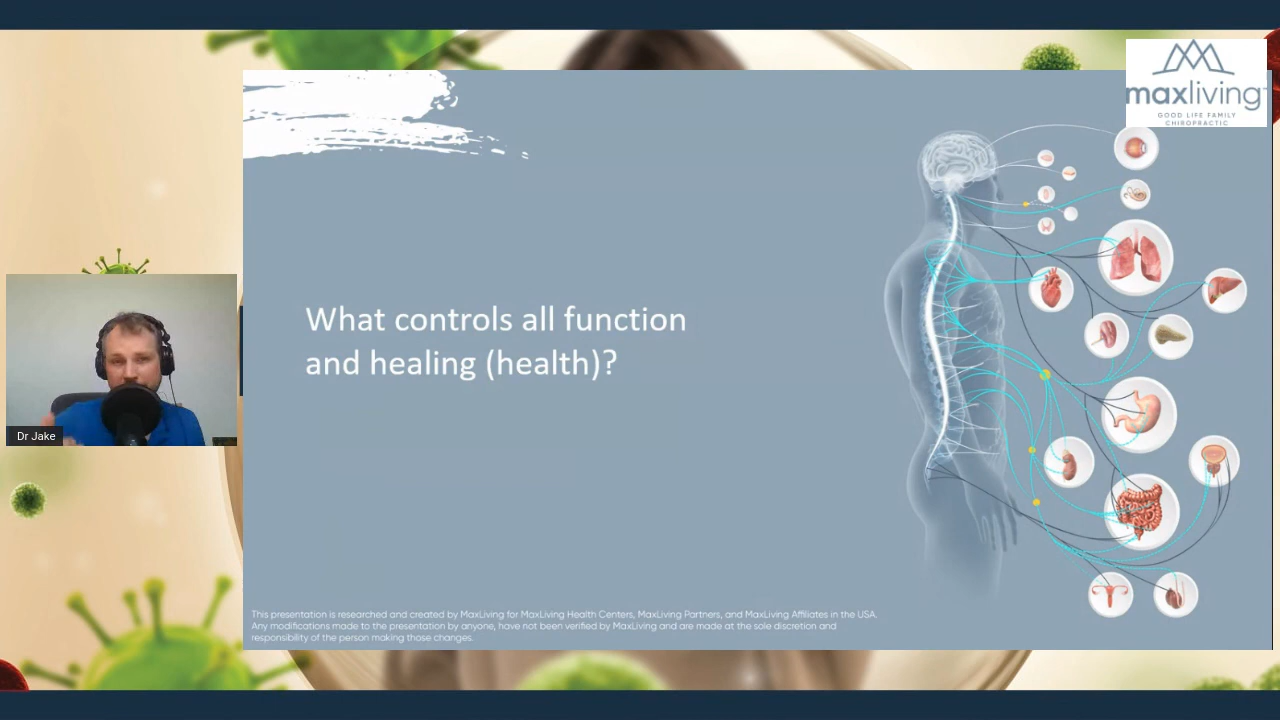 maxliving
GOOD LIFE FAMILY
CHIROPRACTIC
What controls all function
and healing (health)?
Dr Jake
This presentation is researched and created by MaxLiving for MaxLiving Health Centers, MaxLiving Partners, and MaxLiving Affiliates in the USA.
Any modifications made to the presentation by anyone, have not been verified by MaxLiving and are made at the sole discretion and
responsibility of the person making those changes.